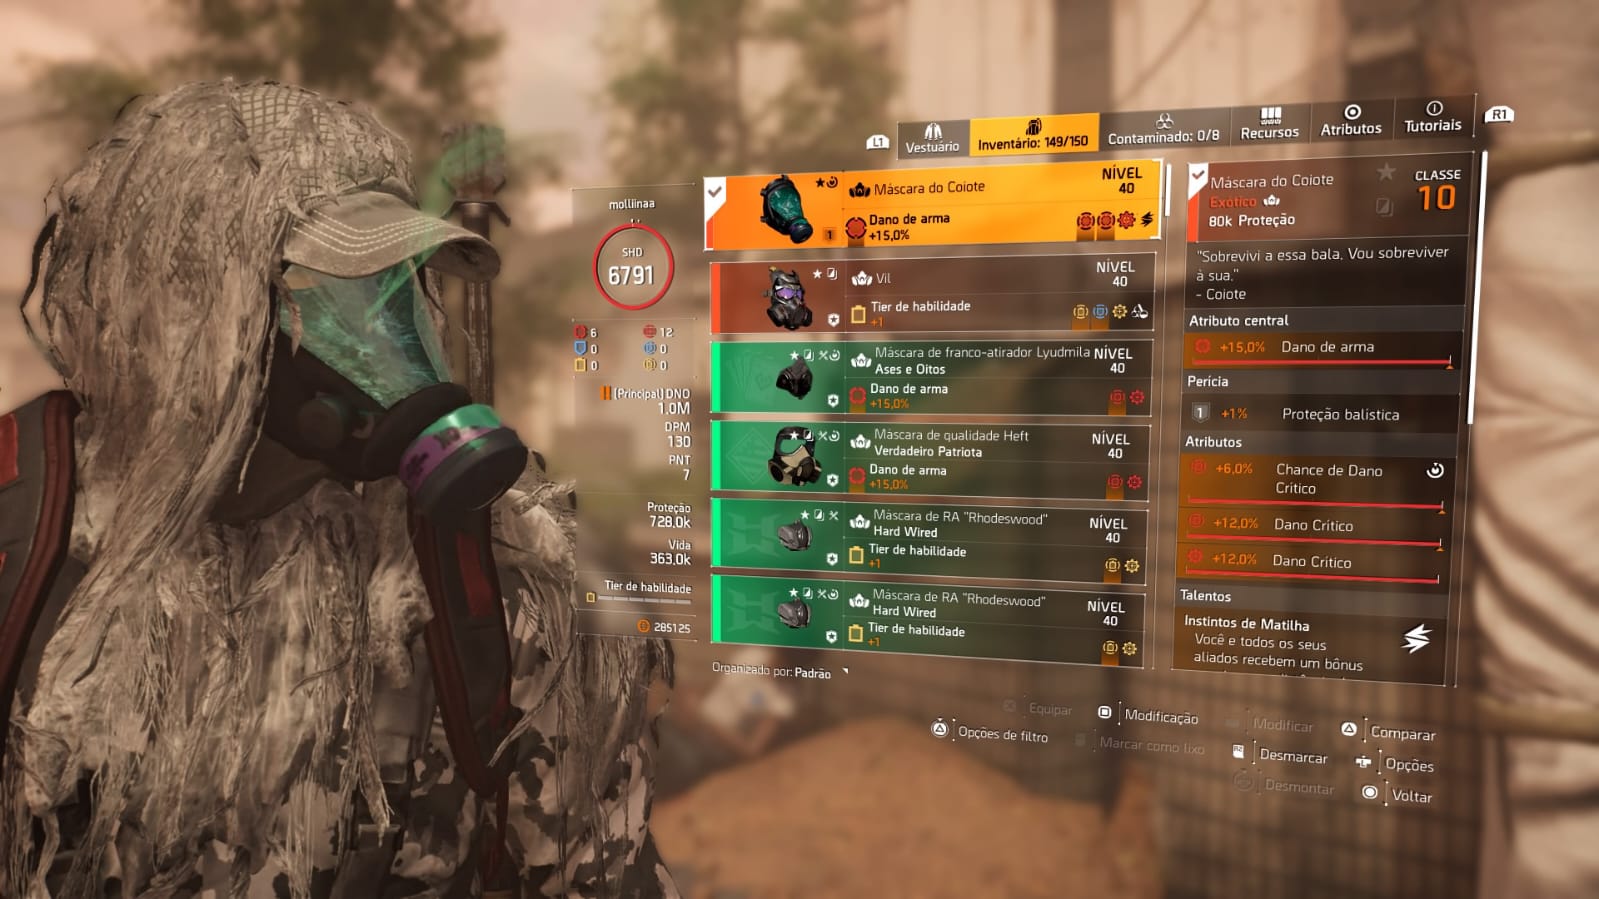 L1
Vestuário
Inventário: 149/150
Contaminado: 0/8
Recursos
Atributos
Tutoriais
R1
molliinaa
SHD
6791
6
12
0
0
0
0
(Principal) DNO
1.0M
DPM
130
PNT
7
Proteção
728,0k
Vida
363,0k
Tier de habilidade
285125
Máscara do Coiote
NÍVEL
40
Dano de arma
+15,0%
1
Vil
NÍVEL
40
Tier de habilidade
+1
Máscara de franco-atirador Lyudmila
Ases e Oitos
NÍVEL
40
Dano de arma
+15,0%
Máscara de qualidade Heft
Verdadeiro Patriota
NÍVEL
40
Dano de arma
+15,0%
Máscara de RA "Rhodeswood"
Hard Wired
NÍVEL
40
Tier de habilidade
+1
Máscara de RA "Rhodeswood"
Hard Wired
NÍVEL
40
Tier de habilidade
+1
Organizado por: Padrão
Máscara do Coiote
Exótico
80k Proteção
CLASSE
10
"Sobrevivi a essa bala. Vou sobreviver
à sua."
- Coiote
Atributo central
+15,0% Dano de arma
Perícia
1 +1% Proteção balística
Atributos
+6,0% Chance de Dano
Crítico
+12,0% Dano Crítico
+12,0% Dano Crítico
Talentos
Instintos de Matilha
Você e todos os seus
aliados recebem um bônus
Equipar
Modificação
Modificar
Comparar
Opções de filtro
Marcar como lixo
R2
Desmarcar
Opções
Desmontar
Voltar